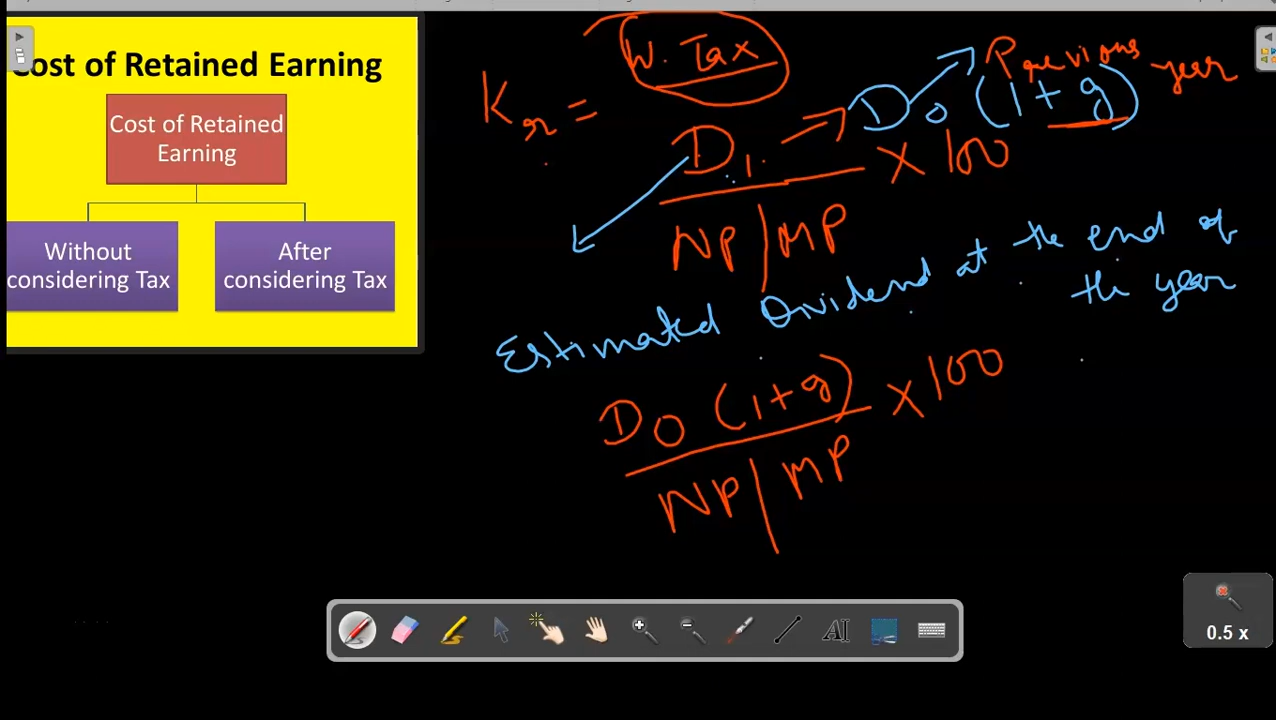 Cost of Retained Earning
Cost of Retained
Earning
Without
considering Tax
After
considering Tax
W. Tax
Kr =
D1
NP | MP
× 100
D0 (1 + g)
Previous year
Estimated Dividend at the end of
the year
D0 (1+g)
NP | MP
× 100
AI
0.5 x